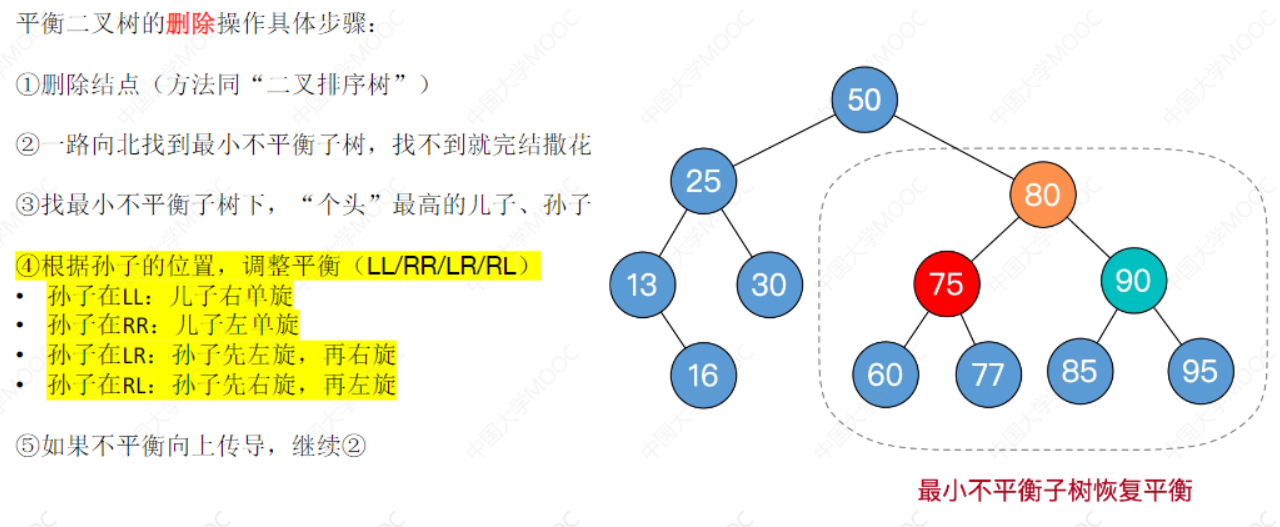 平衡二叉树的删除操作具体步骤：
①删除结点（方法同“二叉排序树”）
②一路向北找到最小不平衡子树，找不到就完结撒花
③找最小不平衡子树下，“个头”最高的儿子、孙子
④根据孙子的位置，调整平衡（LL/RR/LR/RL）
• 孙子在LL：儿子右单旋
• 孙子在RR：儿子左单旋
• 孙子在LR：孙子先左旋，再右旋
• 孙子在RL：孙子先右旋，再左旋
⑤如果不平衡向上传导，继续②
50
25
80
13
30
75
90
16
60
77
85
95
最小不平衡子树恢复平衡
中国大学MOOC